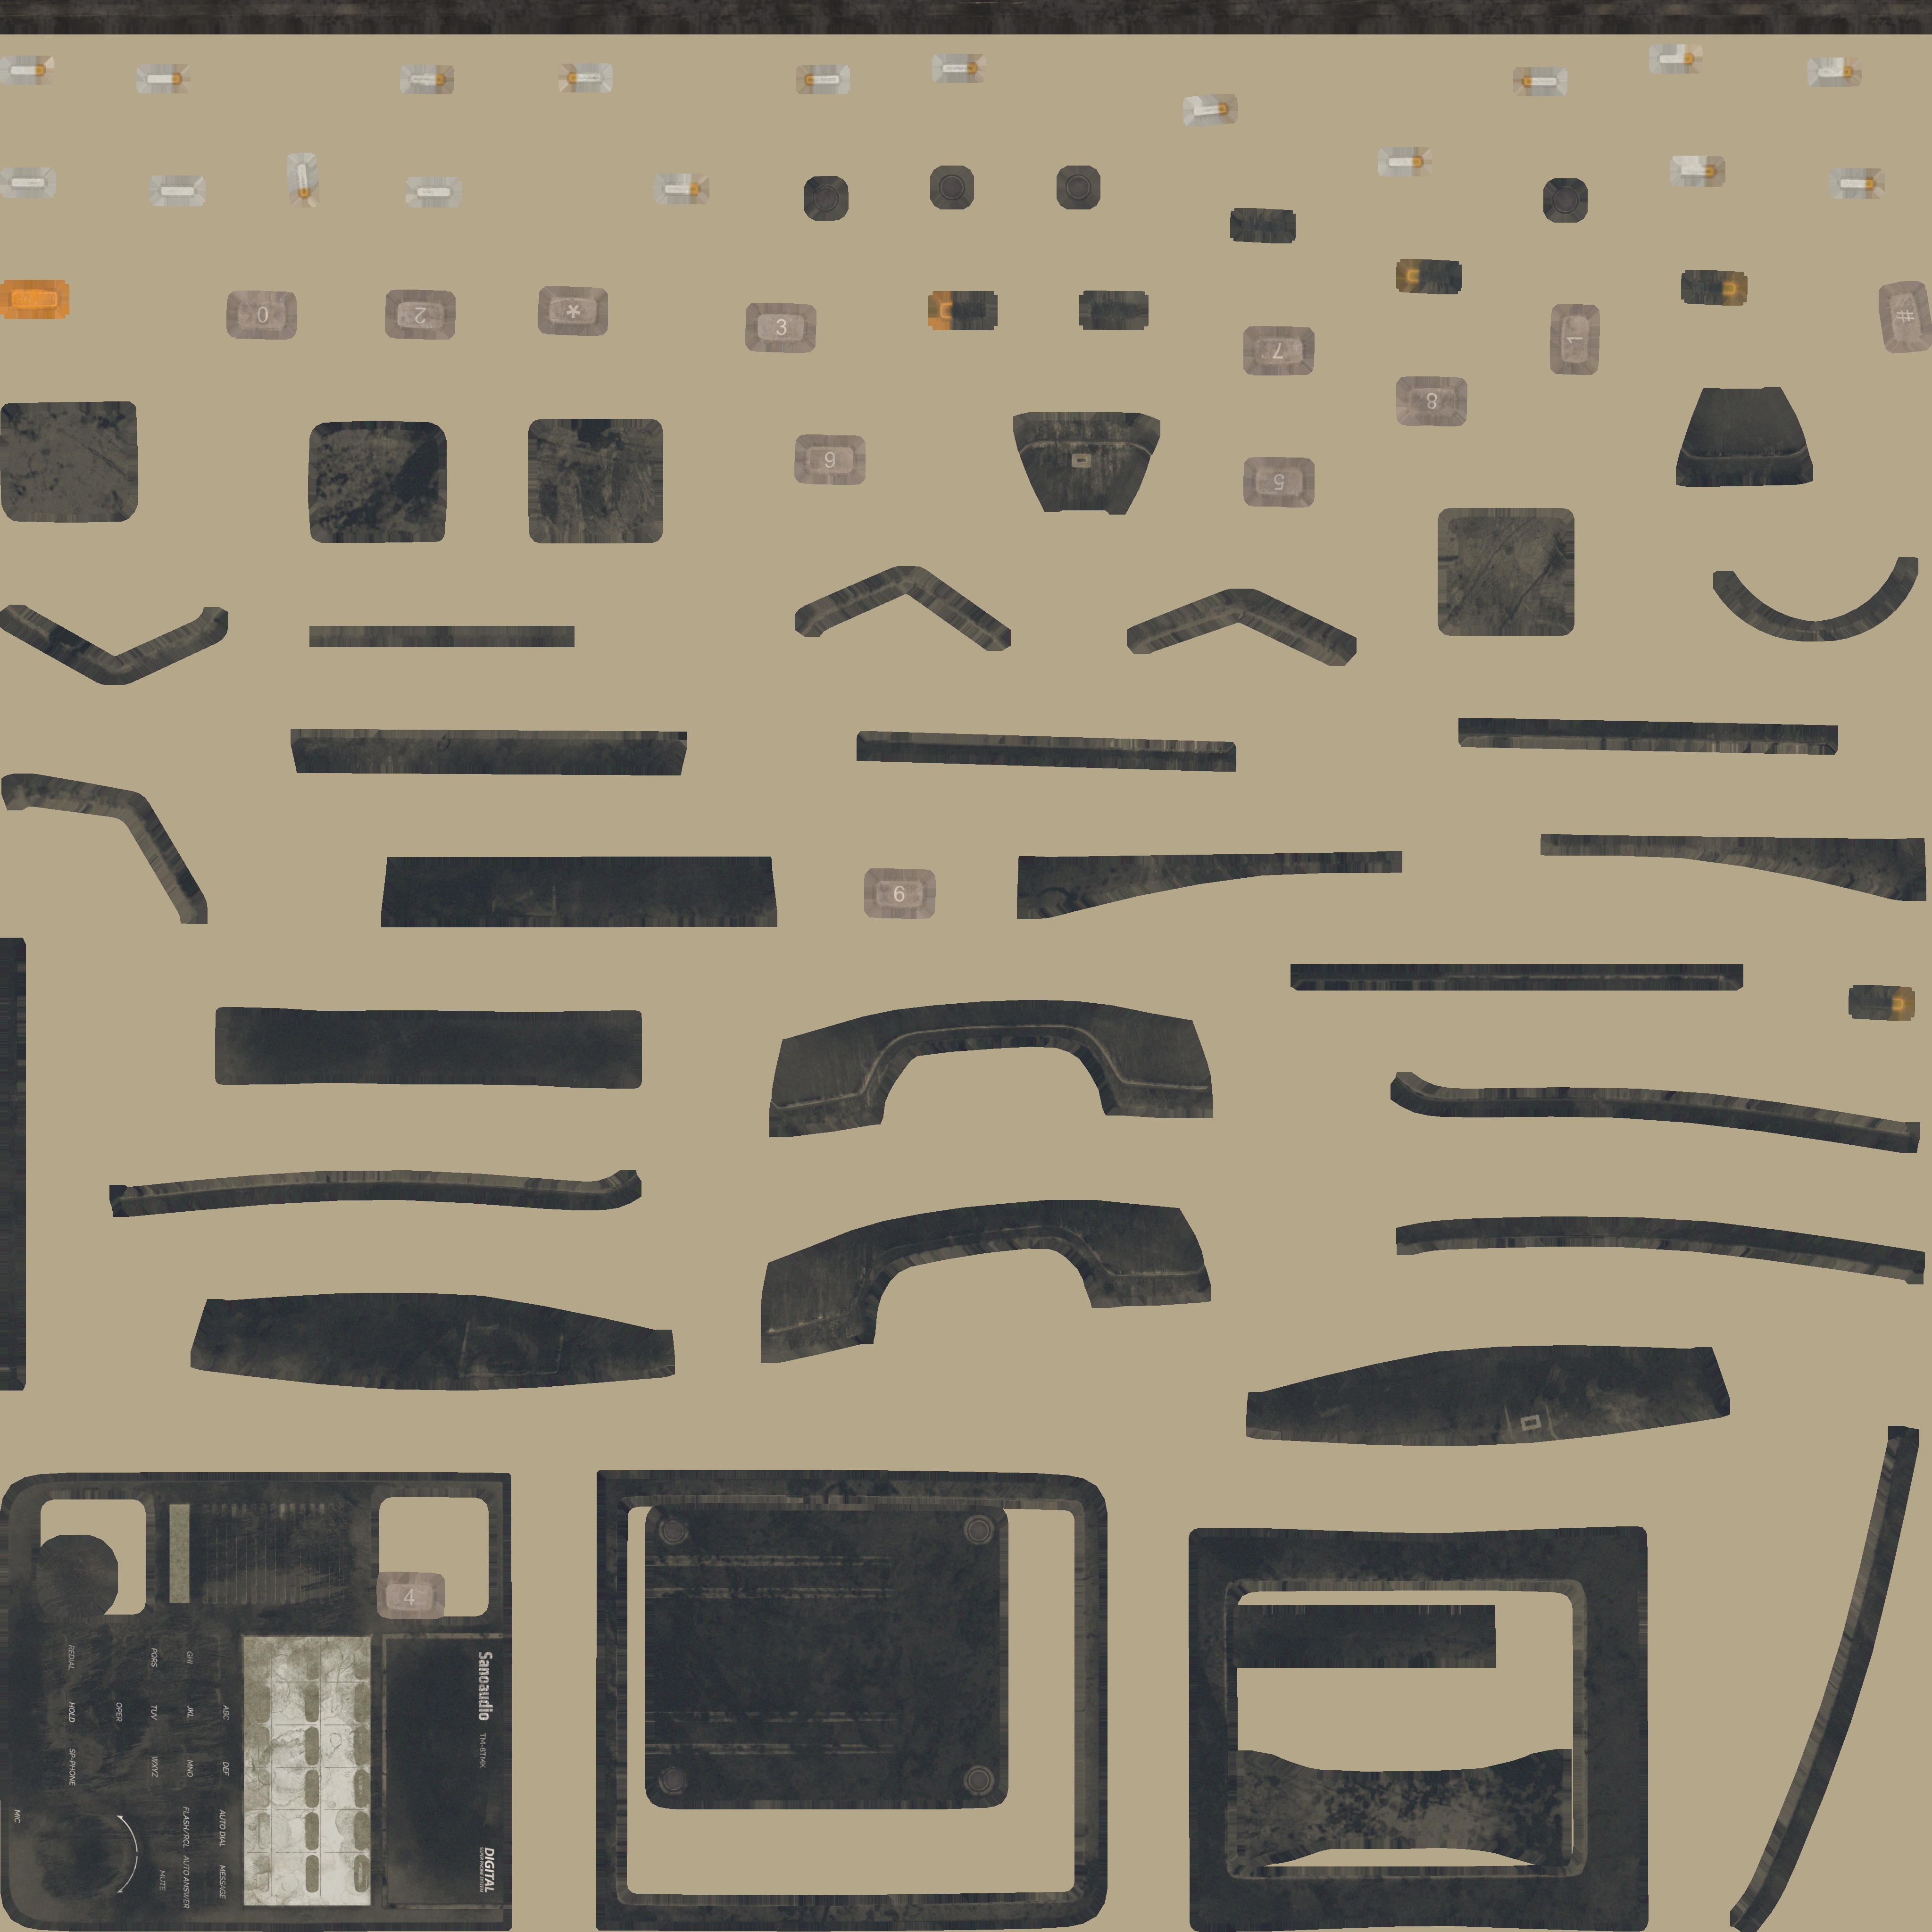 0
2
*
3
7
1
#
8
9
5
6
4
REDIAL
PQRS
GHI
HOLD
OPER
TUV
JKL
ABC
SP-PHONE
WXYZ
MNO
DEF
MIC
FLASH/RCL
AUTO DIAL
MUTE
AUTO ANSWER
MESSAGE
Sanoaudio
DIGITAL